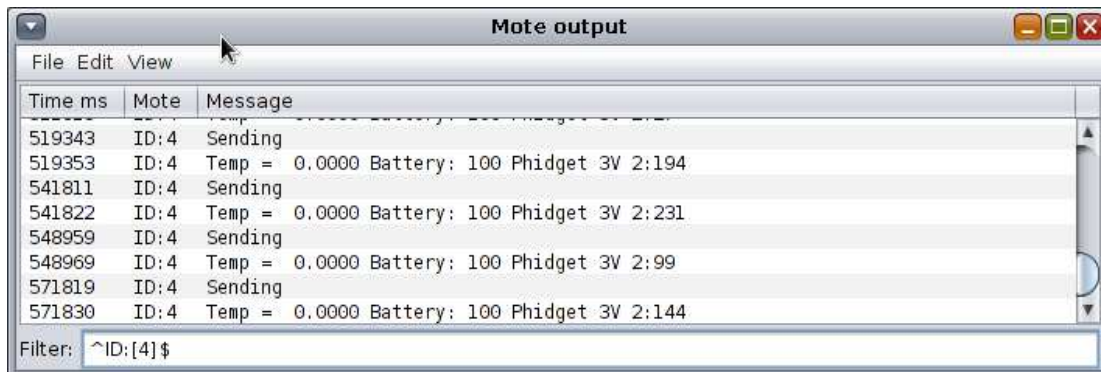 Mote output
File Edit View
Time ms Mote Message
519343 ID:4 Sending
519353 ID:4 Temp = 0.0000 Battery: 100 Phidget 3V 2:194
541811 ID:4 Sending
541822 ID:4 Temp = 0.0000 Battery: 100 Phidget 3V 2:231
548959 ID:4 Sending
548969 ID:4 Temp = 0.0000 Battery: 100 Phidget 3V 2:99
571819 ID:4 Sending
571830 ID:4 Temp = 0.0000 Battery: 100 Phidget 3V 2:144
Filter: ^ID:[4]$